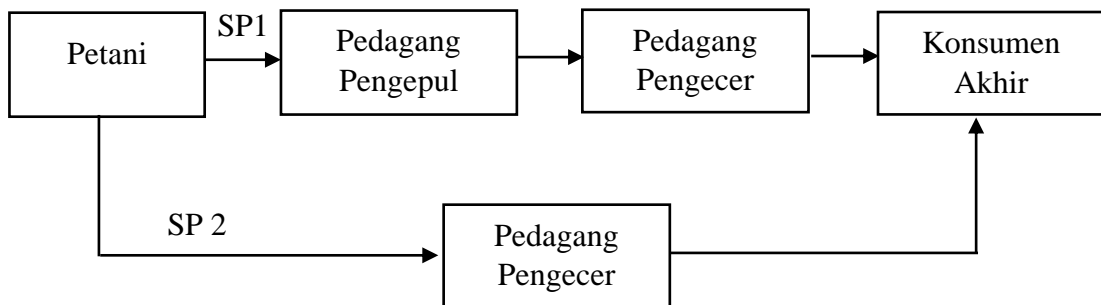 SP1
Petani
Pedagang
Pengepul
Pedagang
Pengecer
Konsumen
Akhir
SP 2
Pedagang
Pengecer